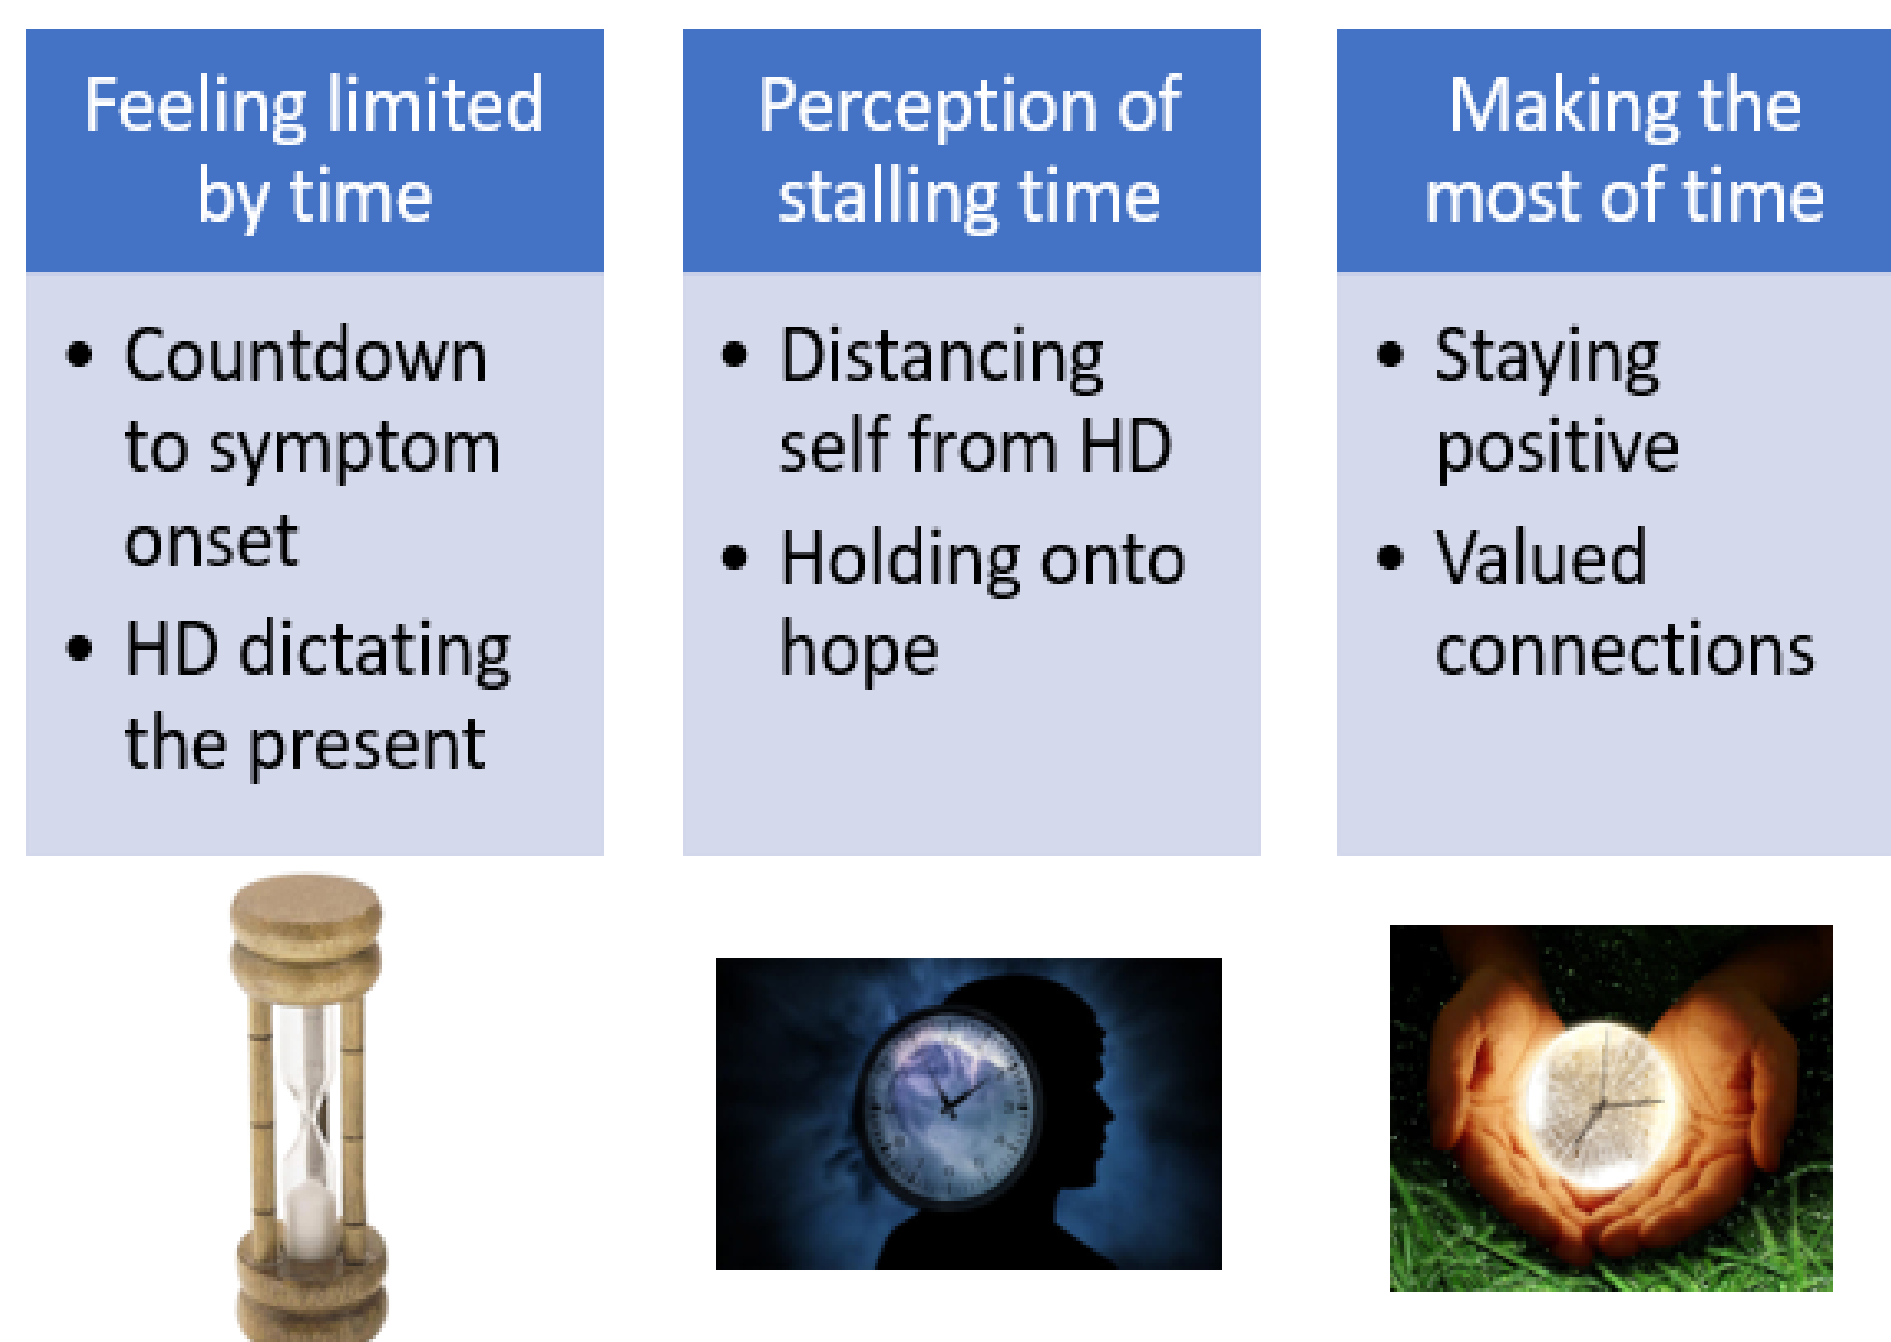 Feeling limited
by time
• Countdown
to symptom
onset
• HD dictating
the present
Perception of
stalling time
• Distancing
self from HD
• Holding onto
hope
Making the
most of time
• Staying
positive
• Valued
connections